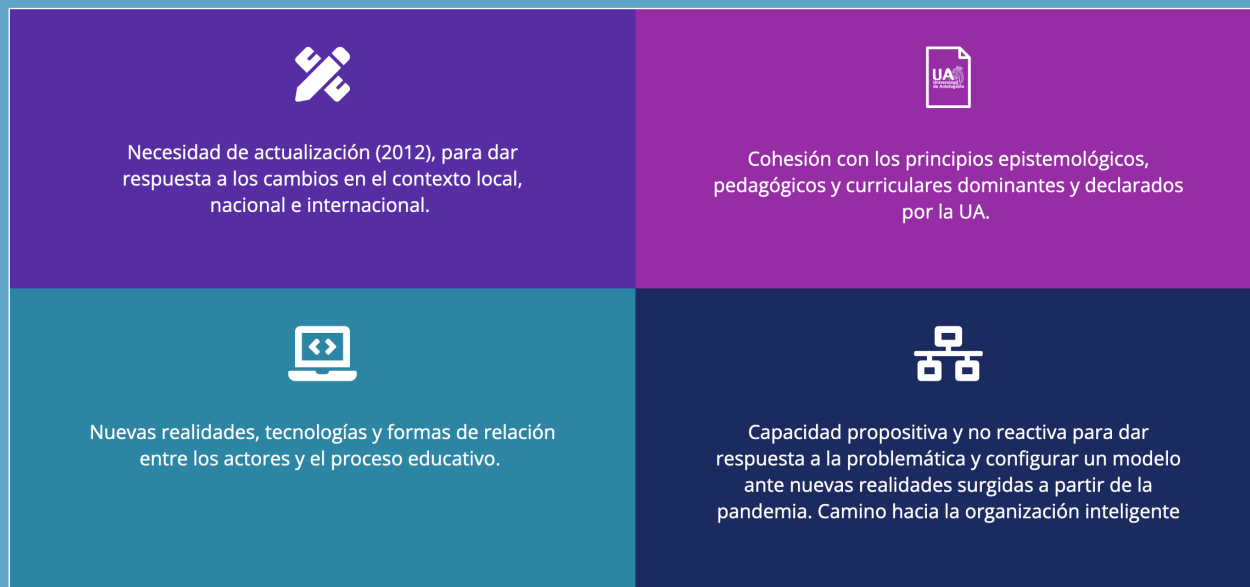 Necesidad de actualización (2012), para dar
respuesta a los cambios en el contexto local,
nacional e internacional.
UA
Universidad
de Antofagasta
Cohesión con los principios epistemológicos,
pedagógicos y curriculares dominantes y declarados
por la UA.
Nuevas realidades, tecnologías y formas de relación
entre los actores y el proceso educativo.
Capacidad propositiva y no reactiva para dar
respuesta a la problemática y configurar un modelo
ante nuevas realidades surgidas a partir de la
pandemia. Camino hacia la organización inteligente